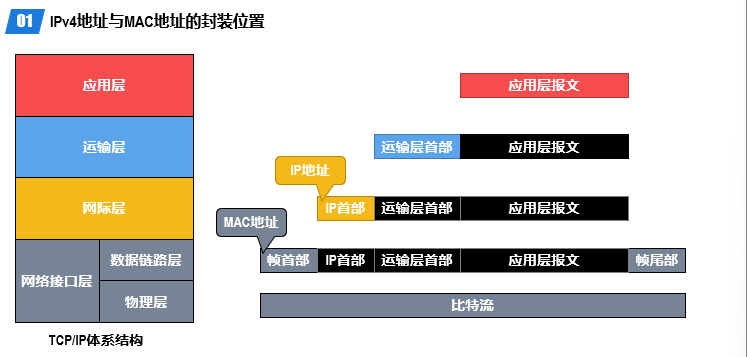 01 IPv4地址与MAC地址的封装位置
应用层
应用层报文
运输层
运输层首部 应用层报文
IP地址
网际层
IP首部 运输层首部 应用层报文
MAC地址
网络接口层
数据链路层
帧首部 IP首部 运输层首部 应用层报文 帧尾部
物理层
比特流
TCP/IP体系结构